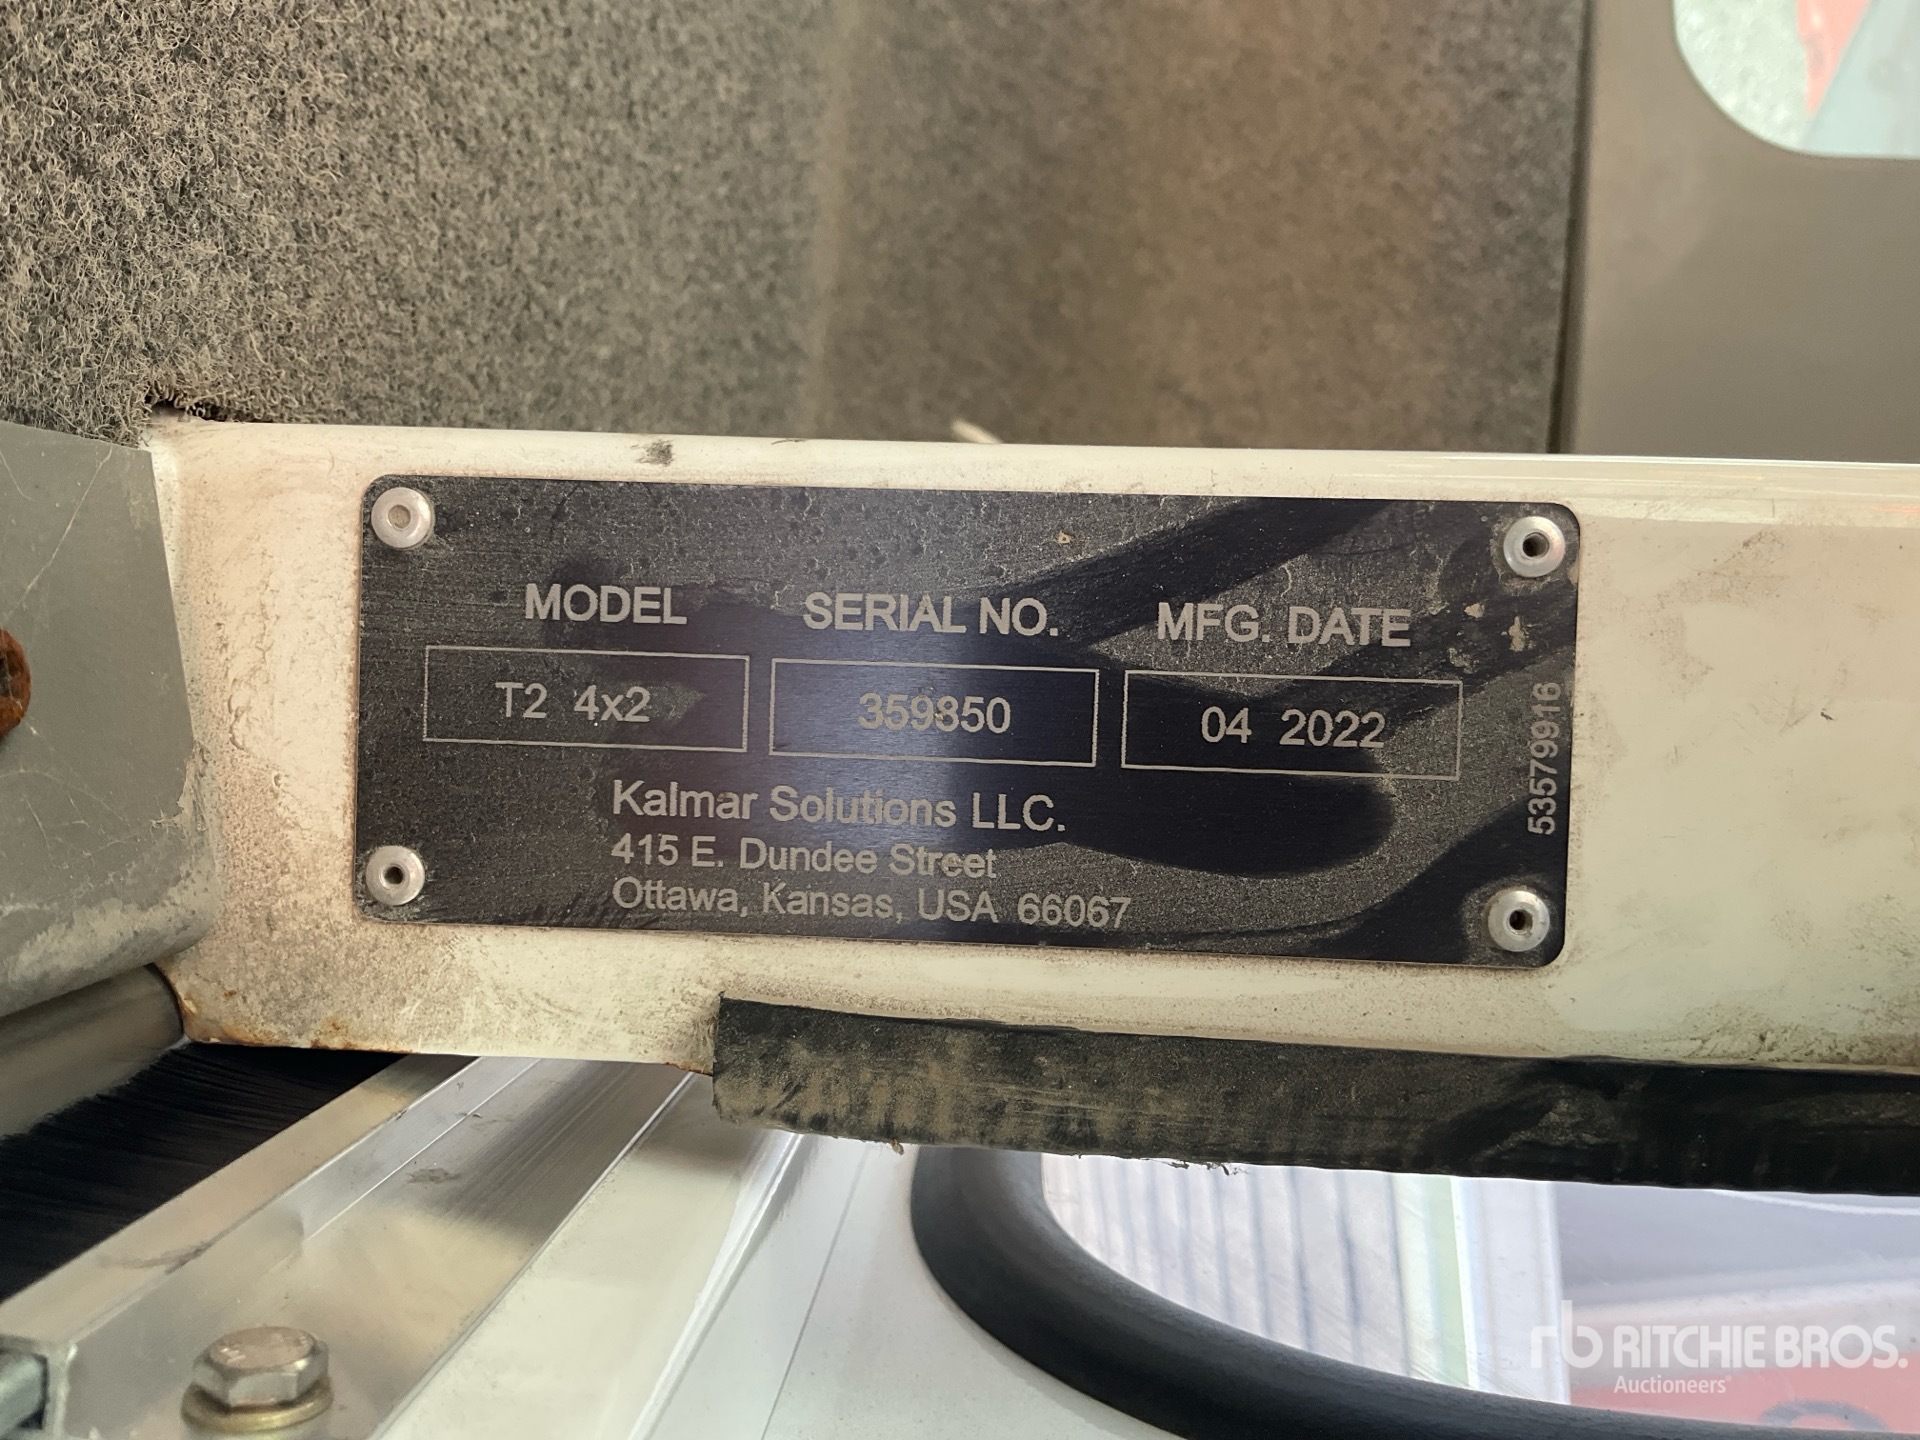 MODEL SERIAL NO. MFG. DATE
T2 4x2 359850 04 2022
Kalmar Solutions LLC.
415 E. Dundee Street
Ottawa, Kansas, USA 66067
53579916
rb RITCHIE BROS.
Auctioneers